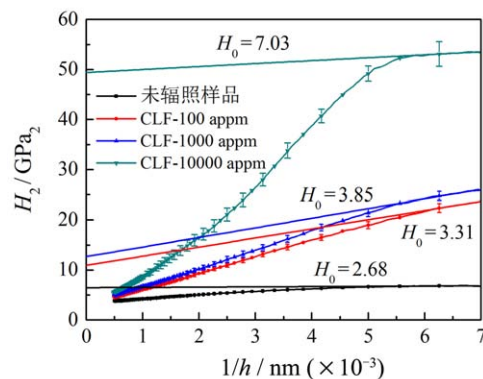 H₀=7.03
未辐照样品
CLF-100 appm
CLF-1000 appm
CLF-10000 appm
H₀=3.85
H₀=3.31
H₀=2.68
H₂ / GPa₂
60
50
40
30
20
10
0
0 1 2 3 4 5 6 7
1/h / nm (×10⁻³)